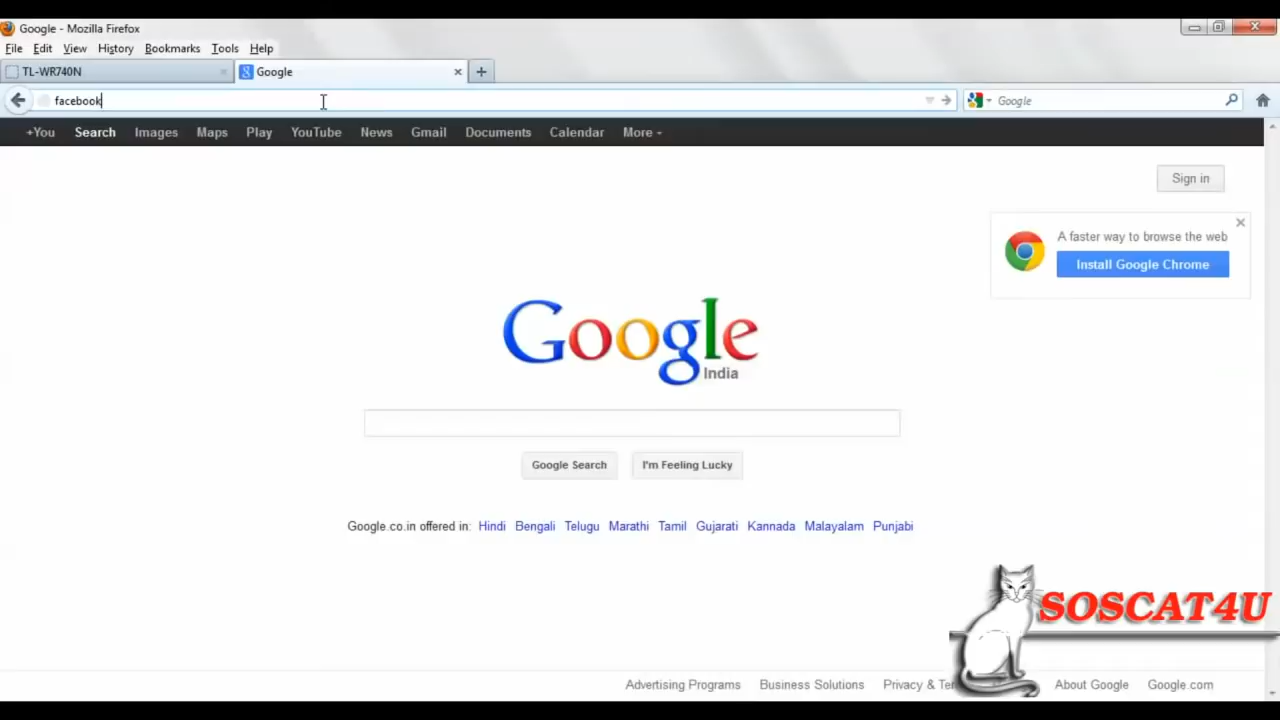 Google - Mozilla Firefox
File Edit View History Bookmarks Tools Help
TL-WR740N Google
facebook Google
+You Search Images Maps Play YouTube News Gmail Documents Calendar More
Sign in
A faster way to browse the web
Install Google Chrome
Google
India
Google Search I'm Feeling Lucky
Google.co.in offered in: Hindi Bengali Telugu Marathi Tamil Gujarati Kannada Malayalam Punjabi
SOSCAT4U
Advertising Programs Business Solutions Privacy & Te About Google Google.com